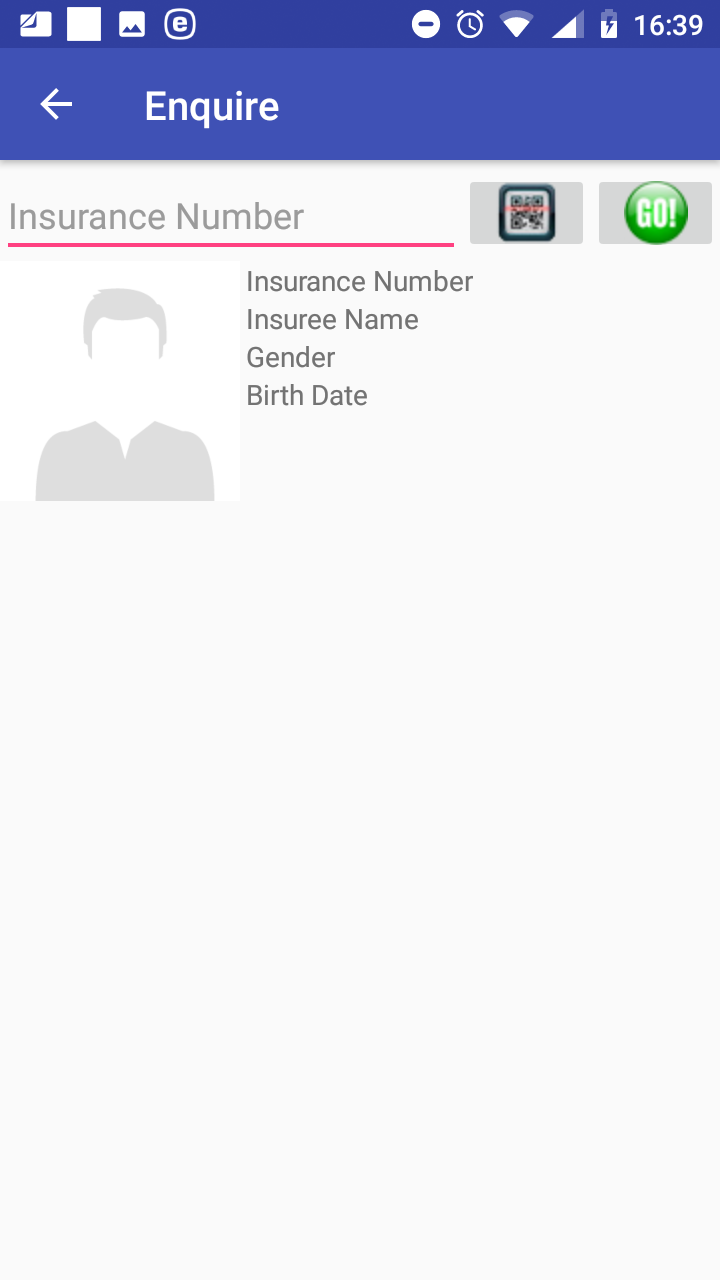 16:39
Enquire
Insurance Number
GO!
Insurance Number
Insuree Name
Gender
Birth Date